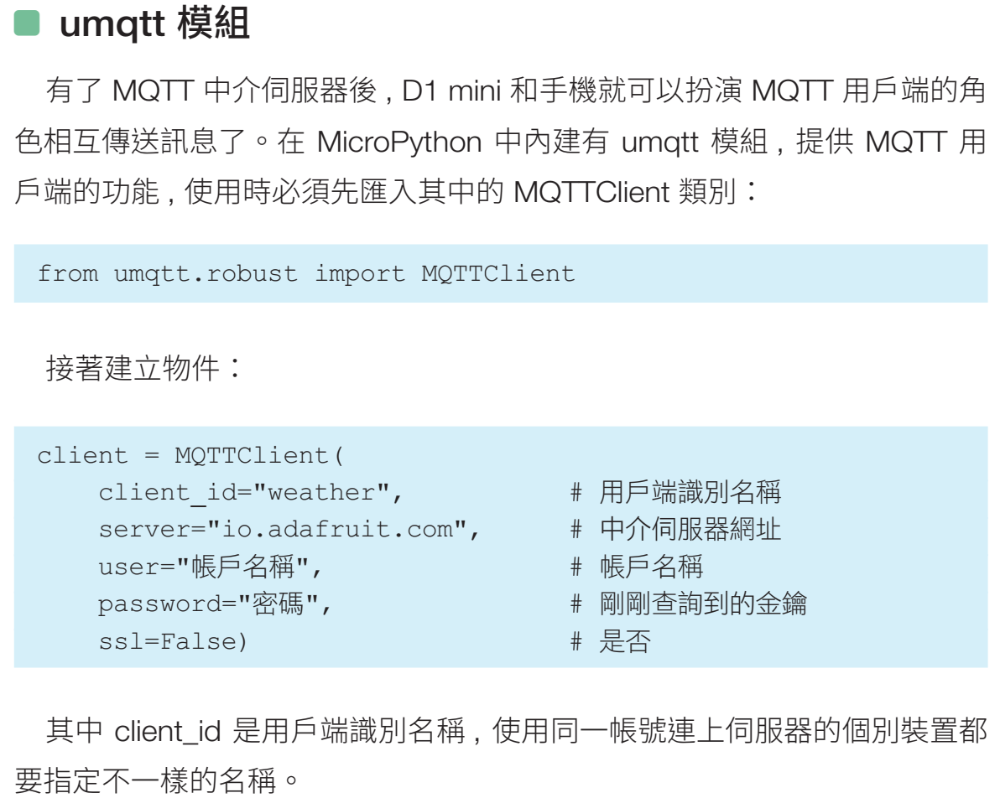 umqtt 模組
有了 MQTT 中介伺服器後 , D1 mini 和手機就可以扮演 MQTT 用戶端的角
色相互傳送訊息了。在 MicroPython 中內建有 umqtt 模組 , 提供 MQTT 用
戶端的功能 , 使用時必須先匯入其中的 MQTTClient 類別：
from umqtt.robust import MQTTClient
接著建立物件：
client = MQTTClient(
    client_id="weather",           # 用戶端識別名稱
    server="io.adafruit.com",      # 中介伺服器網址
    user="帳戶名稱",                # 帳戶名稱
    password="密碼",               # 剛剛查詢到的金鑰
    ssl=False)                     # 是否
其中 client_id 是用戶端識別名稱 , 使用同一帳號連上伺服器的個別裝置都
要指定不一樣的名稱。